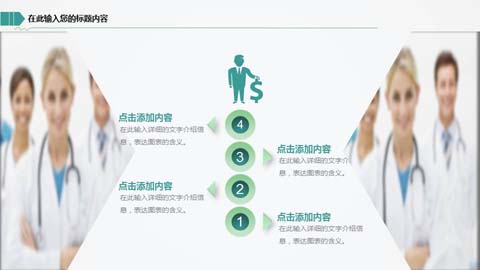 在此输入您的标题内容
$
4
点击添加内容
在此输入详细的文字介绍信
息，表达图表的含义。
3
点击添加内容
在此输入详细的文字介
息，表达图表的含义。
2
点击添加内容
在此输入详细的文字介绍信
息，表达图表的含义。
1
点击添加内容
在此输入详细的文字介绍信
息，表达图表的含义。